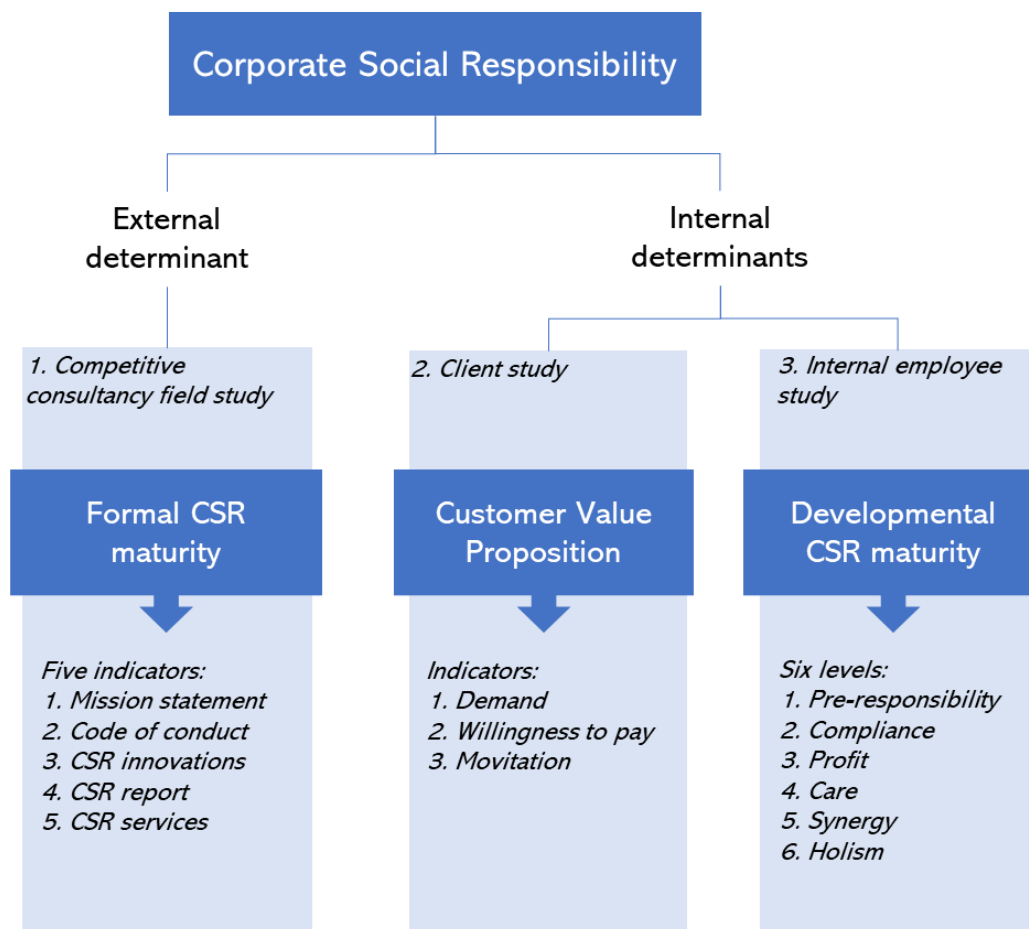 Corporate Social Responsibility
External
determinant
Internal
determinants
1. Competitive
consultancy field study
Formal CSR
maturity
Five indicators:
1. Mission statement
2. Code of conduct
3. CSR innovations
4. CSR report
5. CSR services
2. Client study
Customer Value
Proposition
Indicators:
1. Demand
2. Willingness to pay
3. Movitation
3. Internal employee
study
Developmental
CSR maturity
Six levels:
1. Pre-responsibility
2. Compliance
3. Profit
4. Care
5. Synergy
6. Holism